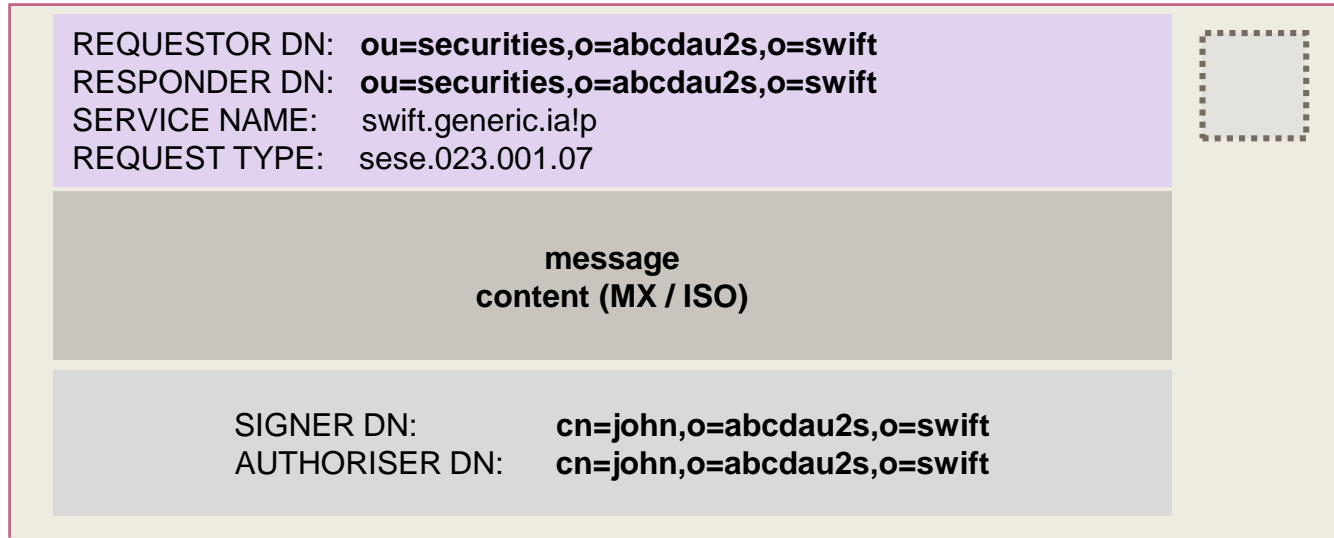 REQUESTOR DN: ou=securities,o=abcdau2s,o=swift
RESPONDER DN: ou=securities,o=abcdau2s,o=swift
SERVICE NAME: swift.generic.ia!p
REQUEST TYPE: sese.023.001.07
message
content (MX / ISO)
SIGNER DN: cn=john,o=abcdau2s,o=swift
AUTHORISER DN: cn=john,o=abcdau2s,o=swift